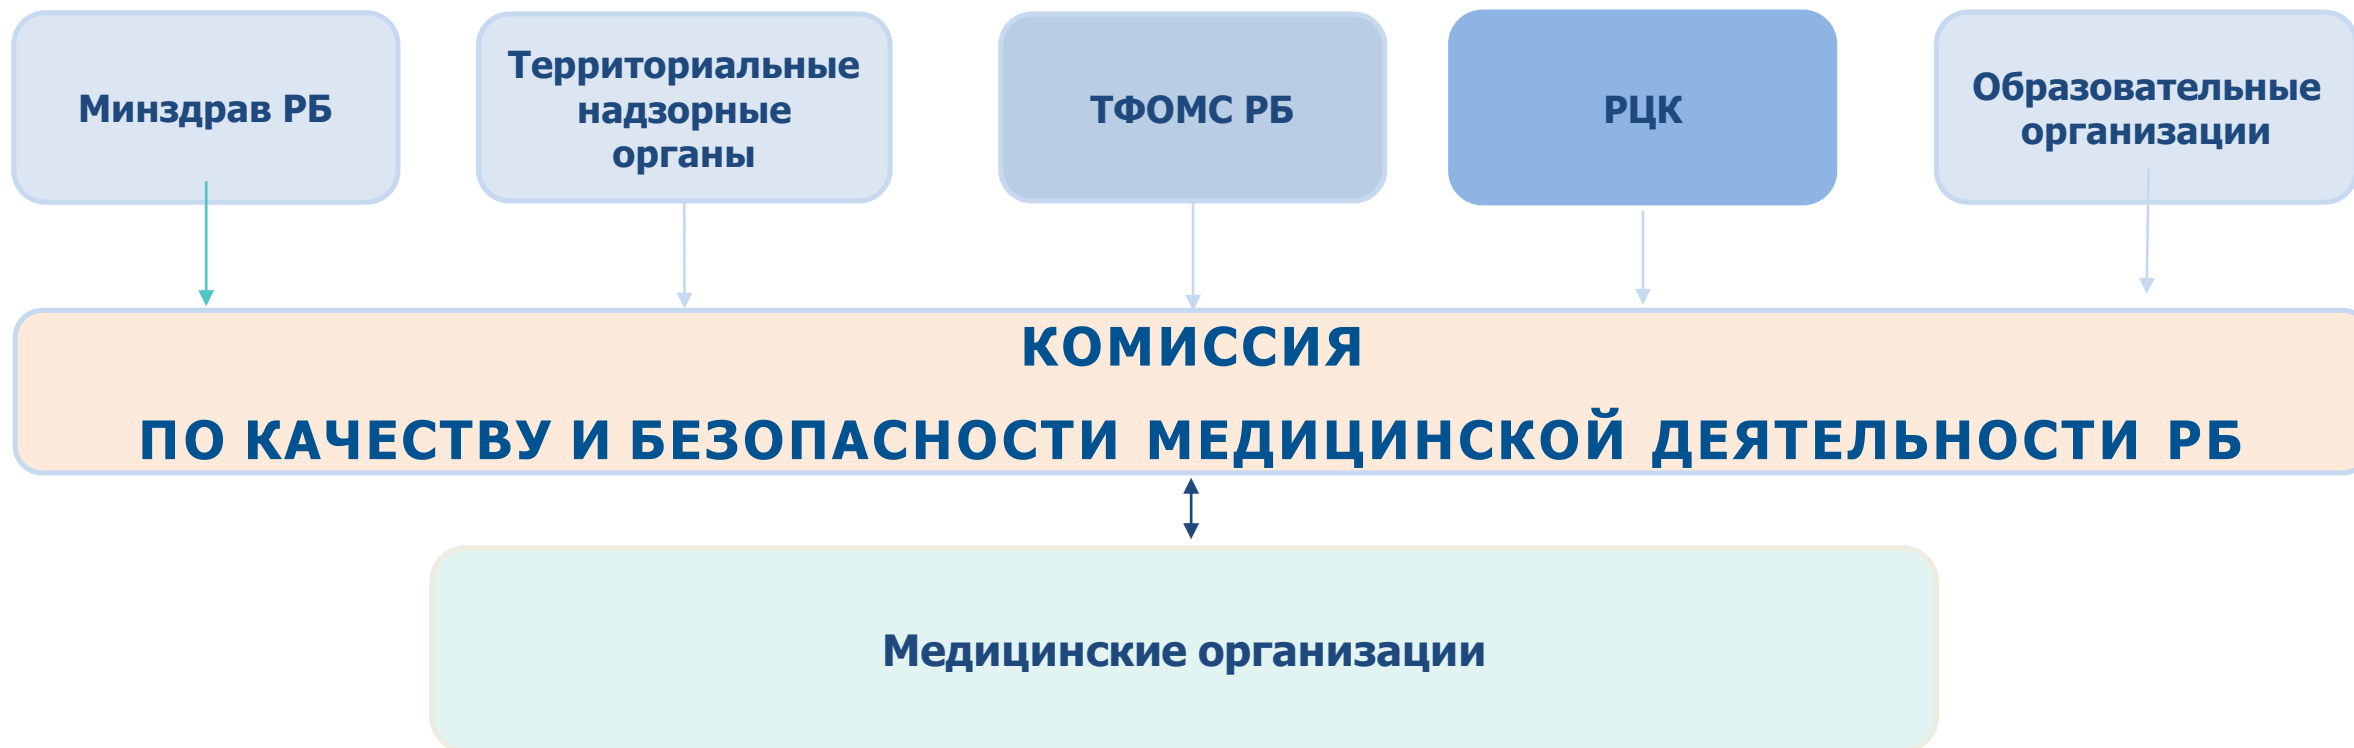 Минздрав РБ
Территориальные
надзорные
органы
ТФОМС РБ
РЦК
Образовательные
организации
КОМИССИЯ
ПО КАЧЕСТВУ И БЕЗОПАСНОСТИ МЕДИЦИНСКОЙ ДЕЯТЕЛЬНОСТИ РБ
Медицинские организации